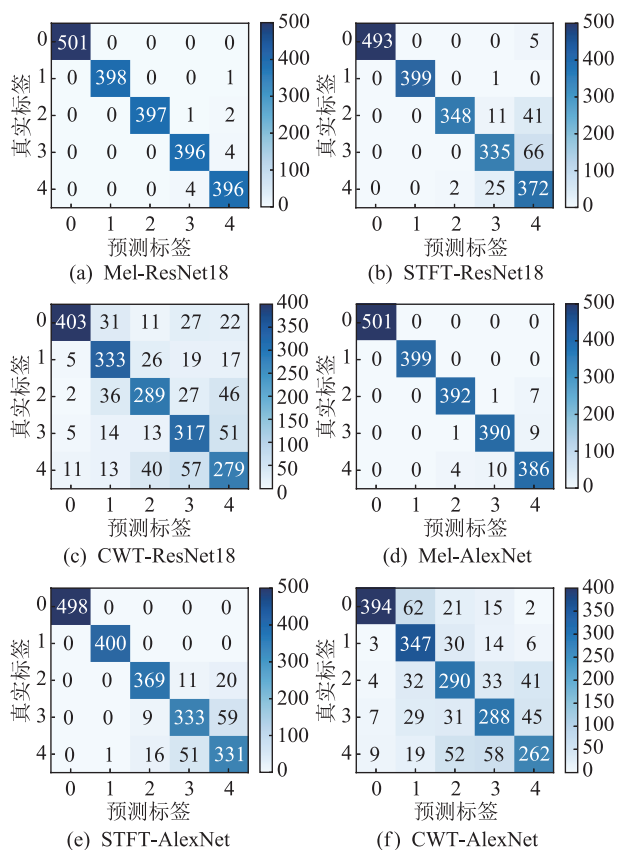 0 501 0 0 0 0 500
1 0 398 0 0 1 400
2 0 0 397 1 2 300
3 0 0 0 396 4 200
4 0 0 0 4 396 100
0
真实标签
0 1 2 3 4
预测标签
(a) Mel-ResNet18
0 493 0 0 0 5 500
1 0 399 0 1 0 400
2 0 0 348 11 41 300
3 0 0 0 335 66 200
4 0 0 2 25 372 100
0
真实标签
0 1 2 3 4
预测标签
(b) STFT-ResNet18
0 403 31 11 27 22 400
350
1 5 333 26 19 17 300
250
2 2 36 289 27 46 200
150
3 5 14 13 317 51 100
50
4 11 13 40 57 279 0
真实标签
0 1 2 3 4
预测标签
(c) CWT-ResNet18
0 501 0 0 0 0 500
1 0 399 0 0 0 400
2 0 0 392 1 7 300
3 0 0 1 390 9 200
4 0 0 4 10 386 100
0
真实标签
0 1 2 3 4
预测标签
(d) Mel-AlexNet
0 498 0 0 0 0 500
1 0 400 0 0 0 400
2 0 0 369 11 20 300
3 0 0 9 333 59 200
4 0 1 16 51 331 100
0
真实标签
0 1 2 3 4
预测标签
(e) STFT-AlexNet
0 394 62 21 15 2 400
350
1 3 347 30 14 6 300
250
2 4 32 290 33 41 200
150
3 7 29 31 288 45 100
50
4 9 19 52 58 262 0
真实标签
0 1 2 3 4
预测标签
(f) CWT-AlexNet